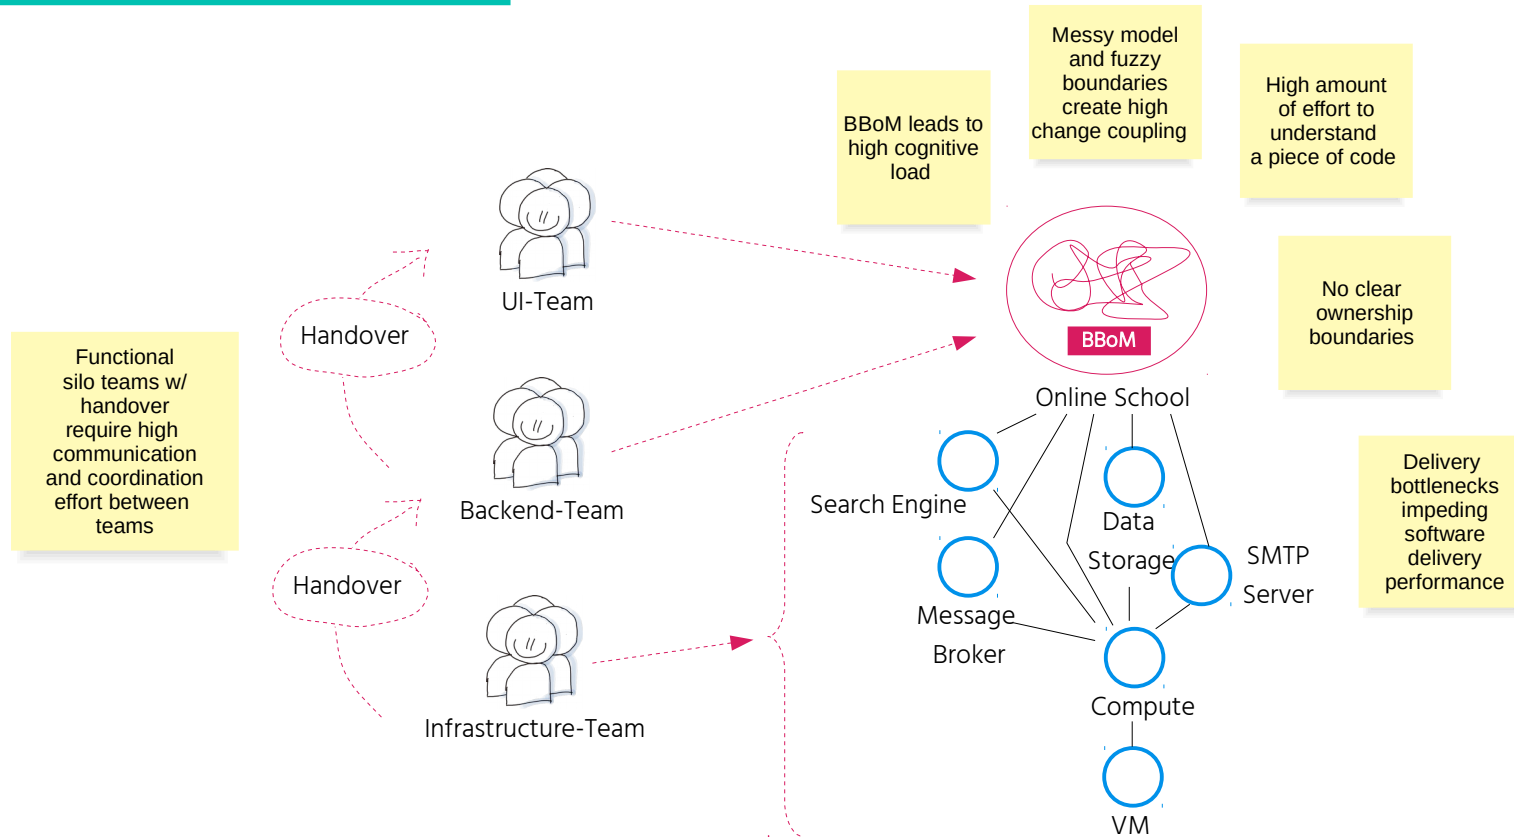 Messy model
and fuzzy
boundaries
create high
change coupling
High amount
of effort to
understand
a piece of code
BBoM leads to
high cognitive
load
UI-Team
Handover
No clear
ownership
boundaries
BBoM
Online School
Functional
silo teams w/
handover
require high
communication
and coordination
effort between
teams
Backend-Team
Search Engine
Data
Storage
SMTP
Server
Delivery
bottlenecks
impeding
software
delivery
performance
Handover
Message
Broker
Infrastructure-Team
Compute
VM